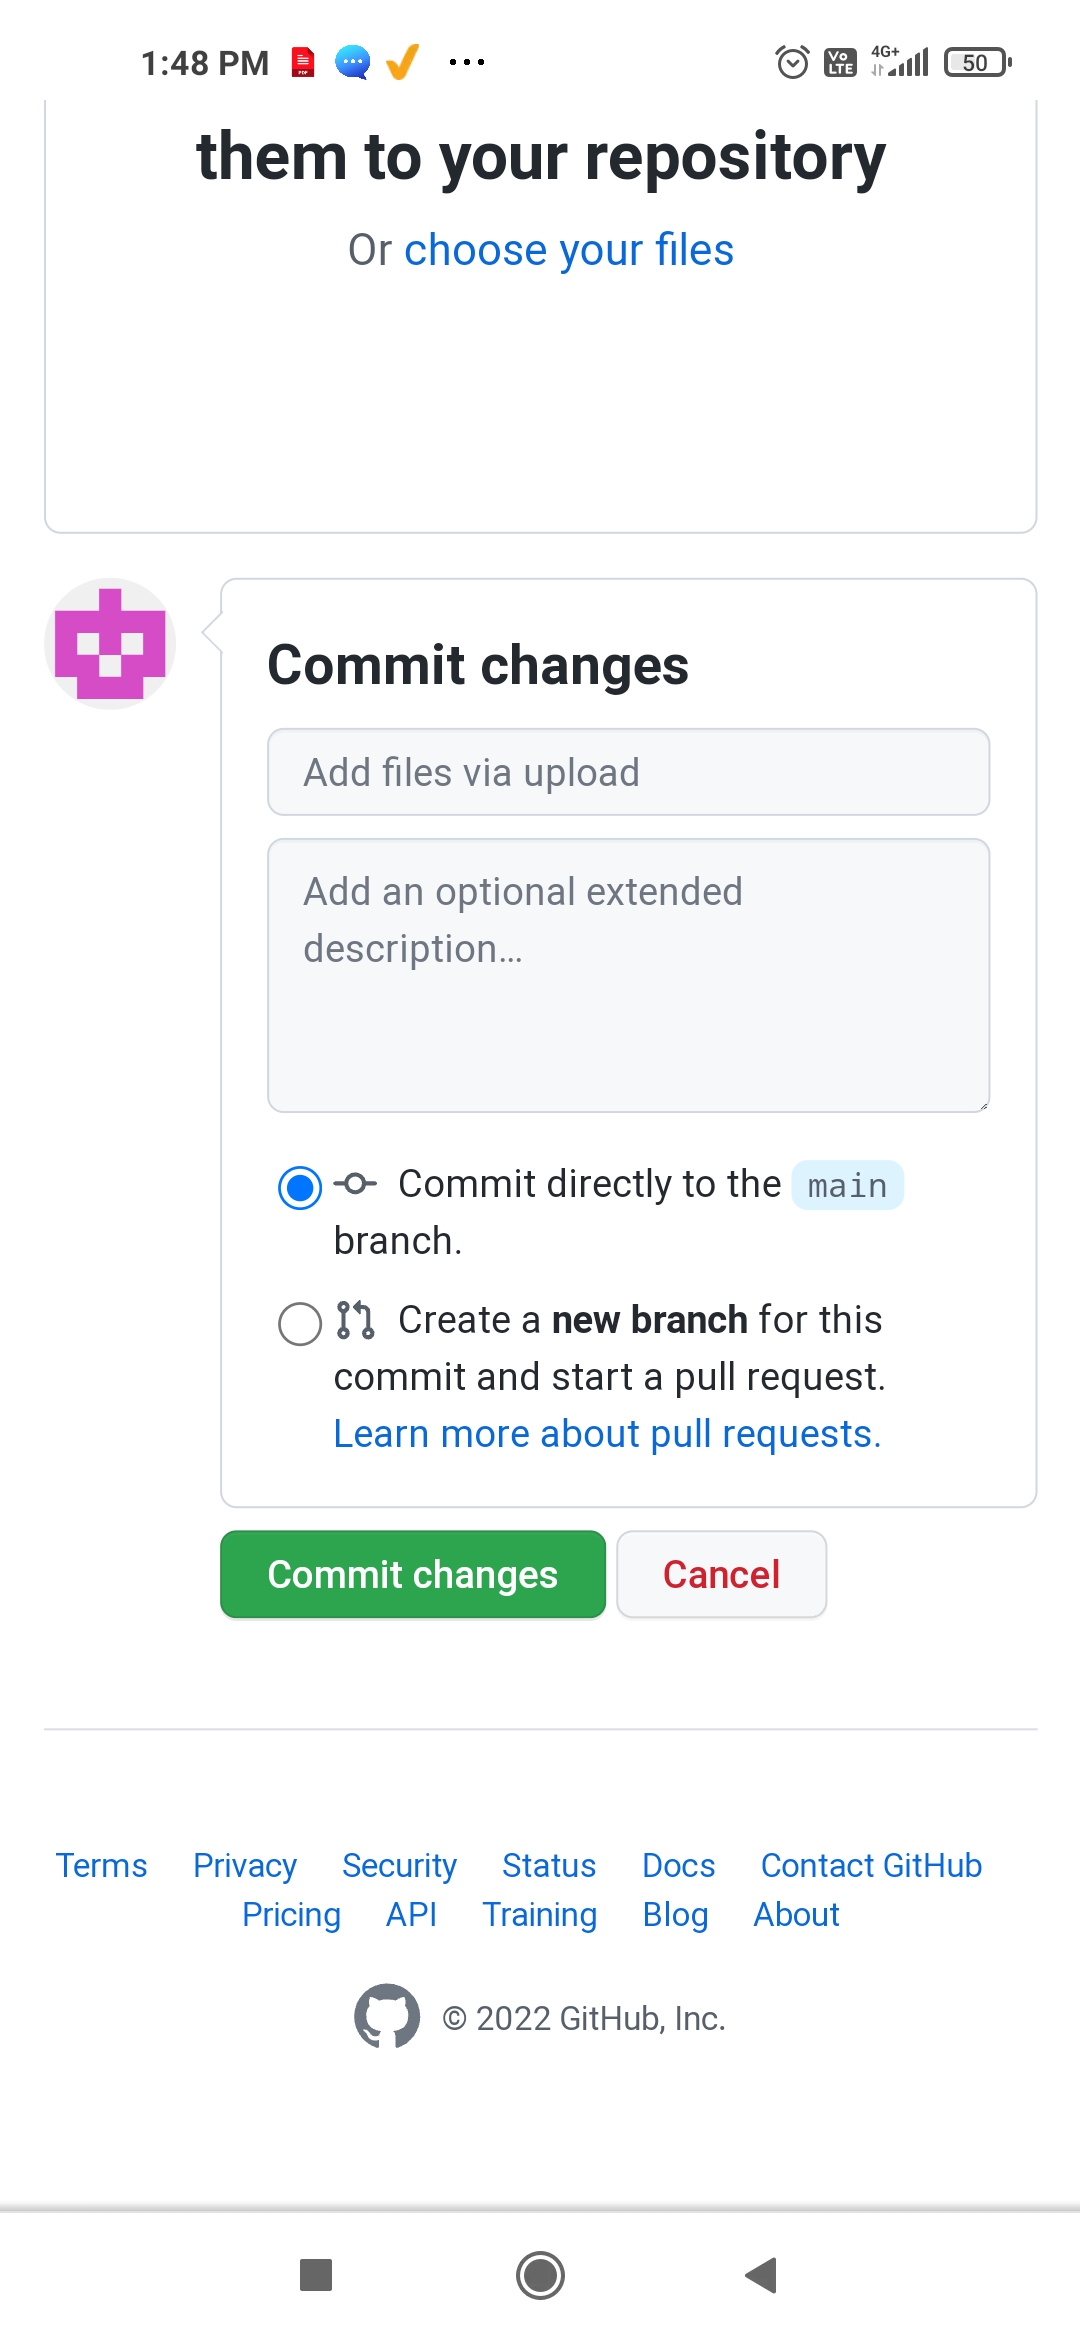 1:48 PM
Vo LTE
4G+
50
them to your repository
Or choose your files
Commit changes
Add files via upload
Add an optional extended
description...
Commit directly to the main
branch.
Create a new branch for this
commit and start a pull request.
Learn more about pull requests.
Commit changes Cancel
Terms Privacy Security Status Docs Contact GitHub
Pricing API Training Blog About
© 2022 GitHub, Inc.